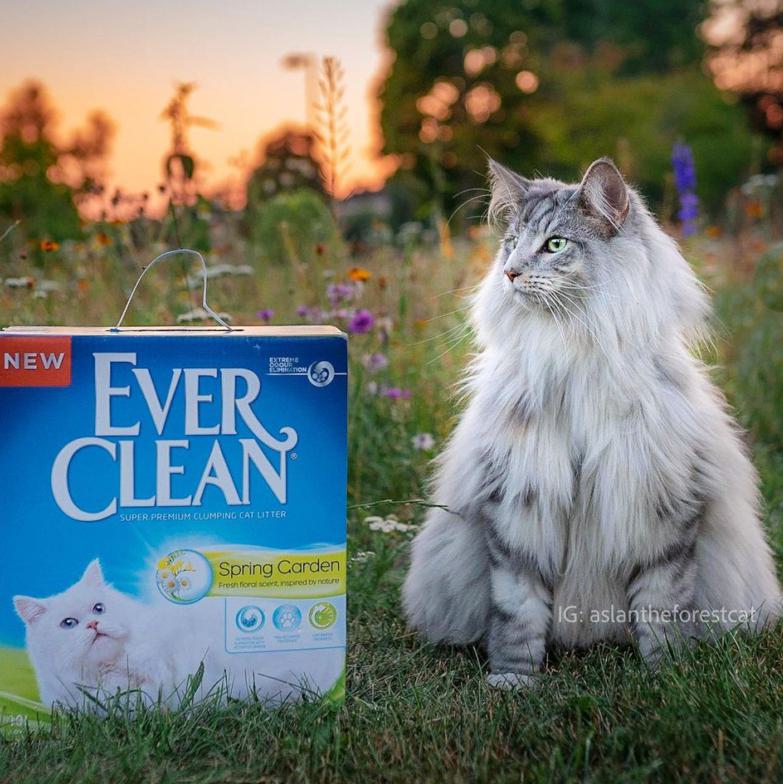 NEW
EXTREME
ODOUR
ELIMINATION
EVER
CLEAN®
SUPER PREMIUM CLUMPING CAT LITTER
Spring Garden
Fresh floral scent, inspired by nature
IG: aslantheforestcat